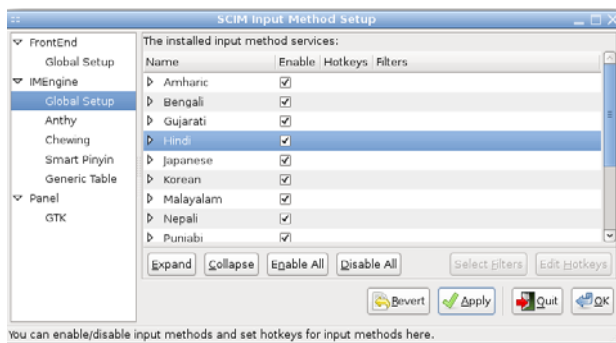 SCIM Input Method Setup
FrontEnd
Global Setup
IMEngine
Global Setup
Anthy
Chewing
Smart Pinyin
Generic Table
Panel
GTK
The installed input method services:
Name Enable Hotkeys Filters
Amharic
Bengali
Gujarati
Hindi
Japanese
Korean
Malayalam
Nepali
Punjabi
Expand Collapse Enable All Disable All Select Filters Edit Hotkeys
Revert Apply Quit OK
You can enable/disable input methods and set hotkeys for input methods here.